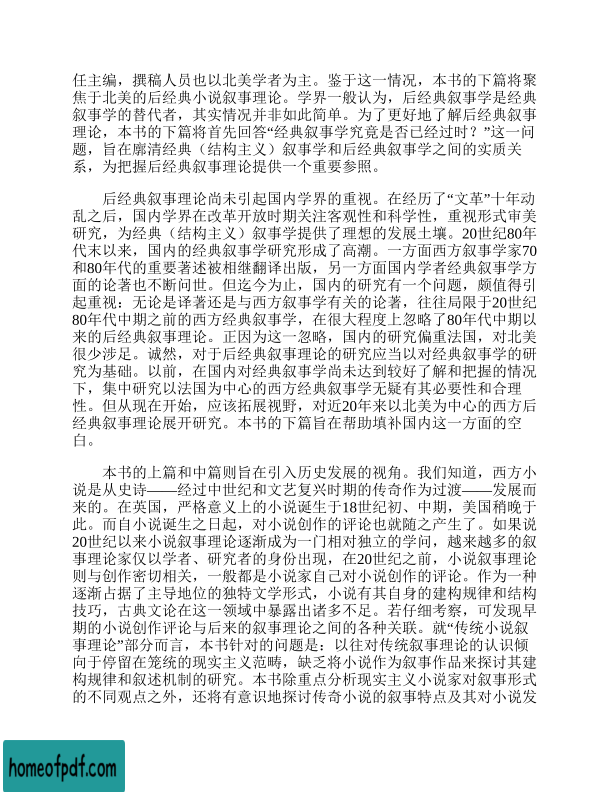 任主编，撰稿人员也以北美学者为主。鉴于这一情况，本书的下篇将聚
焦于北美的后经典小说叙事理论。学界一般认为，后经典叙事学是经典
叙事学的替代者，其实情况并非如此简单。为了更好地了解后经典叙事
理论，本书的下篇将首先回答“经典叙事学究竟是否已经过时？”这一问
题，旨在廓清经典（结构主义）叙事学和后经典叙事学之间的实质关
系，为把握后经典叙事理论提供一个重要参照。
后经典叙事理论尚未引起国内学界的重视。在经历了“文革”十年动
乱之后，国内学界在改革开放时期关注客观性和科学性，重视形式审美
研究，为经典（结构主义）叙事学提供了理想的发展土壤。20世纪80年
代末以来，国内的经典叙事学研究形成了高潮。一方面西方叙事学家70
和80年代的重要著述被相继翻译出版，另一方面国内学者经典叙事学方
面的论著也不断问世。但迄今为止，国内的研究有一个问题，颇值得引
起重视：无论是译著还是与西方叙事学有关的论著，往往局限于20世纪
80年代中期之前的西方经典叙事学，在很大程度上忽略了80年代中期以
来的后经典叙事理论。正因为这一忽略，国内的研究偏重法国，对北美
很少涉足。诚然，对于后经典叙事理论的研究应当以对经典叙事学的研
究为基础。以前，在国内对经典叙事学尚未达到较好了解和把握的情况
下，集中研究以法国为中心的西方经典叙事学无疑有其必要性和合理
性。但从现在开始，应该拓展视野，对近20年来以北美为中心的西方后
经典叙事理论展开研究。本书的下篇旨在帮助填补国内这一方面的空
白。
本书的上篇和中篇则旨在引入历史发展的视角。我们知道，西方小
说是从史诗——经过中世纪和文艺复兴时期的传奇作为过渡——发展而
来的。在英国，严格意义上的小说诞生于18世纪初、中期，美国稍晚于
此。而自小说诞生之日起，对小说创作的评论也就随之产生了。如果说
20世纪以来小说叙事理论逐渐成为一门相对独立的学问，越来越多的叙
事理论家仅以学者、研究者的身份出现，在20世纪之前，小说叙事理论
则与创作密切相关，一般都是小说家自己对小说创作的评论。作为一种
逐渐占据了主导地位的独特文学形式，小说有其自身的建构规律和结构
技巧，古典文论在这一领域中暴露出诸多不足。若仔细考察，可发现早
期的小说创作评论与后来的叙事理论之间的各种关联。就“传统小说叙
事理论”部分而言，本书针对的问题是：以往对传统叙事理论的认识倾
向于停留在笼统的现实主义范畴，缺乏将小说作为叙事作品来探讨其建
构规律和叙述机制的研究。本书除重点分析现实主义小说家对叙事形式
的不同观点之外，还将有意识地探讨传奇小说的叙事特点及其对小说发
homeofpdf.com